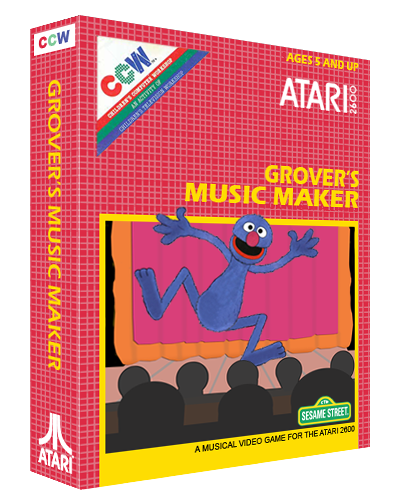 CCW
GROVER'S MUSIC MAKER
ATARI
CCW
CHILDREN'S COMPUTER WORKSHOP
AN ACTIVITY OF
CHILDREN'S TELEVISION WORKSHOP
AGES 5 AND UP
ATARI
2600
GROVER'S
MUSIC MAKER
CTW
SESAME STREET
A MUSICAL VIDEO GAME FOR THE ATARI 2600